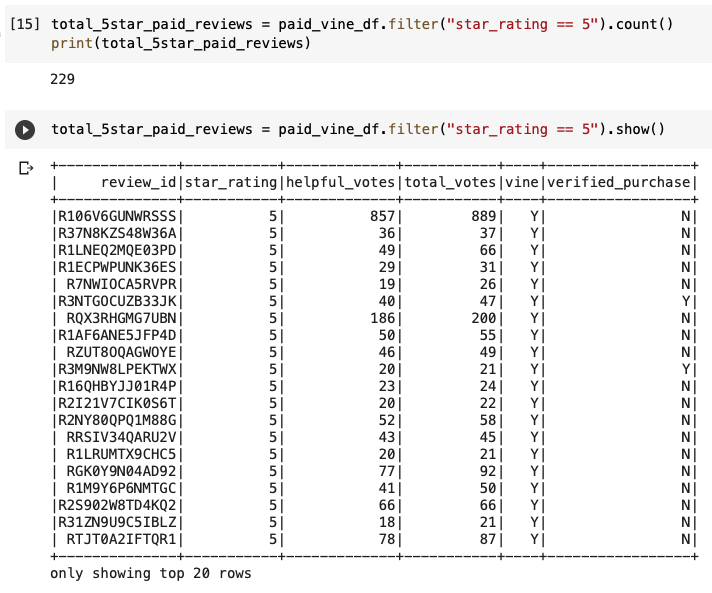 [15] total_5star_paid_reviews = paid_vine_df.filter("star_rating == 5").count()
print(total_5star_paid_reviews)
229
total_5star_paid_reviews = paid_vine_df.filter("star_rating == 5").show()
+--------------+-----------+-------------+-----------+----+-----------------+
|     review_id|star_rating|helpful_votes|total_votes|vine|verified_purchase|
+--------------+-----------+-------------+-----------+----+-----------------+
|R106V6GUNWRSSS|          5|          857|        889|   Y|                N|
|R37N8KZS48W36A|          5|           36|         37|   Y|                N|
|R1LNEQ2MQE03PD|          5|           49|         66|   Y|                N|
|R1ECPWPUNK36ES|          5|           29|         31|   Y|                N|
| R7NWIOCA5RVPR|          5|           19|         26|   Y|                N|
|R3NTGOCUZB33JK|          5|           40|         47|   Y|                Y|
| RQX3RHGMG7UBN|          5|          186|        200|   Y|                N|
|R1AF6ANE5JFP4D|          5|           50|         55|   Y|                N|
| RZUT8OQAGWOYE|          5|           46|         49|   Y|                N|
|R3M9NW8LPEKTWX|          5|           20|         21|   Y|                Y|
|R16QHBYJJ01R4P|          5|           23|         24|   Y|                N|
|R2I21V7CIK0S6T|          5|           20|         22|   Y|                N|
|R2NY80QPQ1M88G|          5|           52|         58|   Y|                N|
| RRSIV34QARU2V|          5|           43|         45|   Y|                N|
|R1LRUMTX9CHC5|          5|           20|         21|   Y|                N|
| RGK0Y9N04AD92|          5|           77|         92|   Y|                N|
| R1M9Y6P6NMTGC|          5|           41|         50|   Y|                N|
|R2S902W8TD4KQ2|          5|           66|         66|   Y|                N|
|R31ZN9U9C5IBLZ|          5|           18|         21|   Y|                N|
| RTJT0A2IFTQR1|          5|           78|         87|   Y|                N|
+--------------+-----------+-------------+-----------+----+-----------------+
only showing top 20 rows